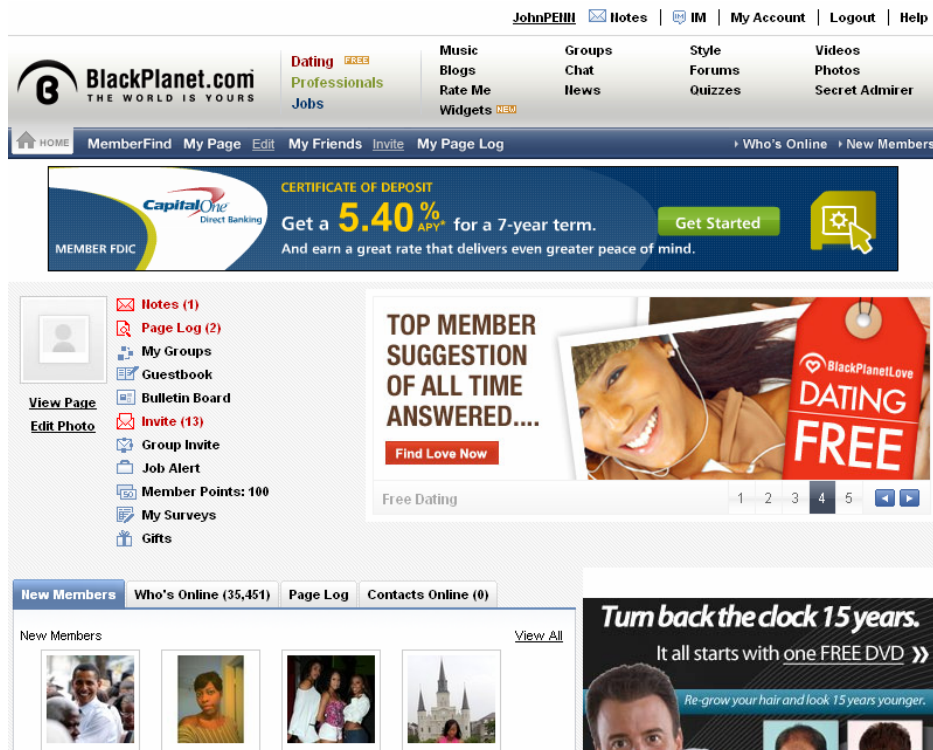 JohnPENN Notes | IM | My Account | Logout | Help
BlackPlanet.com
THE WORLD IS YOURS
Dating FREE
Professionals
Jobs
Music
Blogs
Rate Me
Widgets NEW
Groups
Chat
News
Style
Forums
Quizzes
Videos
Photos
Secret Admirer
HOME MemberFind My Page Edit My Friends Invite My Page Log Who's Online New Members
Capital One
Direct Banking
MEMBER FDIC
CERTIFICATE OF DEPOSIT
Get a 5.40% APY* for a 7-year term.
And earn a great rate that delivers even greater peace of mind.
Get Started
View Page
Edit Photo
Notes (1)
Page Log (2)
My Groups
Guestbook
Bulletin Board
Invite (13)
Group Invite
Job Alert
Member Points: 100
My Surveys
Gifts
TOP MEMBER
SUGGESTION
OF ALL TIME
ANSWERED....
Find Love Now
BlackPlanetLove
DATING
FREE
Free Dating
1 2 3 4 5
New Members Who's Online (35,451) Page Log Contacts Online (0)
New Members View All
Turn back the clock 15 years.
It all starts with one FREE DVD »
Re-grow your hair and look 15 years younger.